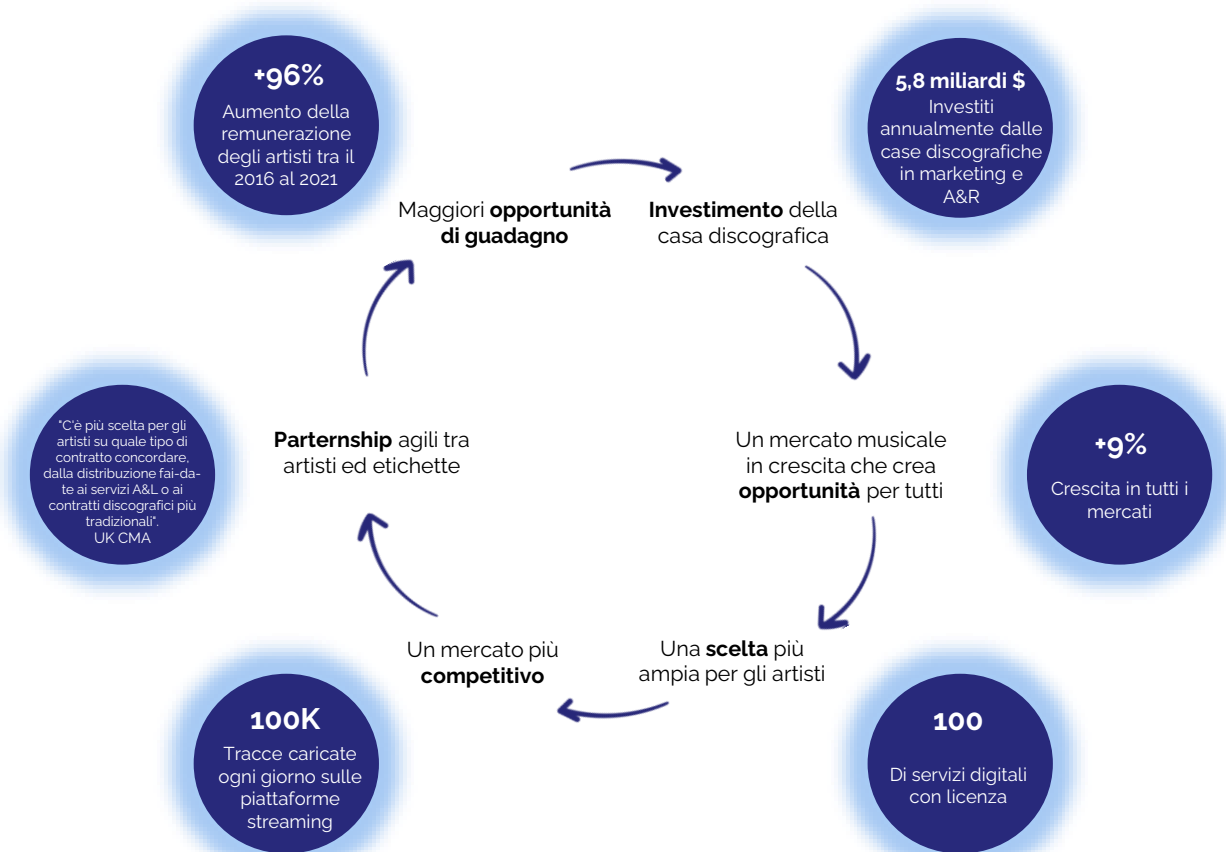 +96%
Aumento della
remunerazione
degli artisti tra il
2016 al 2021
5,8 miliardi $
Investiti
annualmente dalle
case discografiche
in marketing e
A&R
Maggiori opportunità
di guadagno
Investimento della
casa discografica
"C'è più scelta per gli
artisti su quale tipo di
contratto concordare,
dalla distribuzione fai-da-
te ai servizi A&L o ai
contratti discografici più
tradizionali".
UK CMA
Parternship agili tra
artisti ed etichette
Un mercato musicale
in crescita che crea
opportunità per tutti
+9%
Crescita in tutti i
mercati
Un mercato più
competitivo
Una scelta più
ampia per gli artisti
100K
Tracce caricate
ogni giorno sulle
piattaforme
streaming
100
Di servizi digitali
con licenza